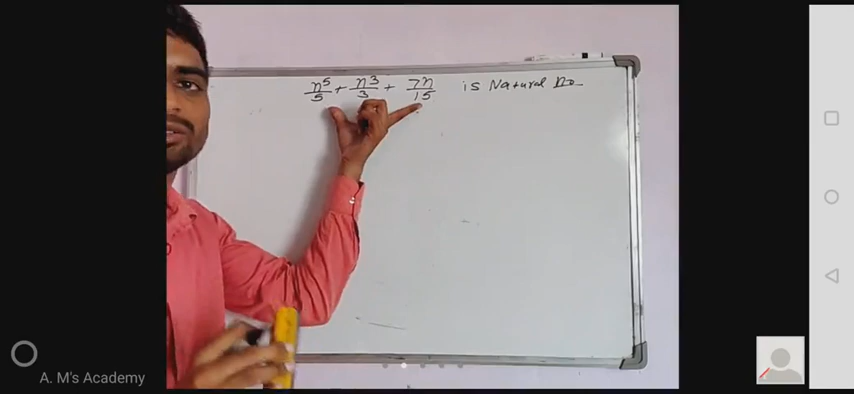 n⁵/5 + n³/3 + 7n/15 is Natural no.
A. M's Academy